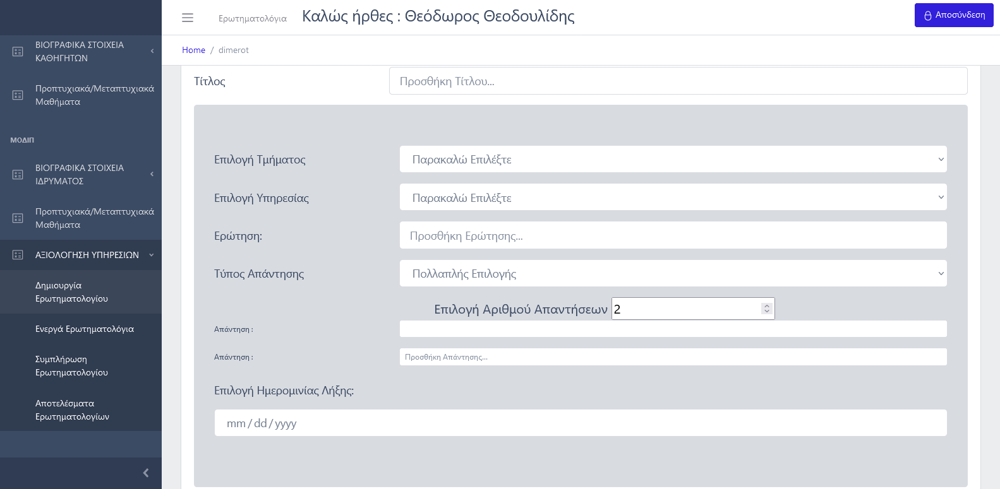 Ερωτηματολόγια
Καλώς ήρθες : Θεόδωρος Θεοδουλίδης
Αποσύνδεση
Home / dimerot
ΒΙΟΓΡΑΦΙΚΑ ΣΤΟΙΧΕΙΑ
ΚΑΘΗΓΗΤΩΝ
Προπτυχιακά/Μεταπτυχιακά
Μαθήματα
ΜΟΔΙΠ
ΒΙΟΓΡΑΦΙΚΑ ΣΤΟΙΧΕΙΑ
ΙΔΡΥΜΑΤΟΣ
Προπτυχιακά/Μεταπτυχιακά
Μαθήματα
ΑΞΙΟΛΟΓΗΣΗ ΥΠΗΡΕΣΙΩΝ
Δημιουργία
Ερωτηματολογίου
Ενεργά Ερωτηματολόγια
Συμπλήρωση
Ερωτηματολογίου
Αποτελέσματα
Ερωτηματολογίων
Τίτλος
Προσθήκη Τίτλου...
Επιλογή Τμήματος
Παρακαλώ Επιλέξτε
Επιλογή Υπηρεσίας
Παρακαλώ Επιλέξτε
Ερώτηση:
Προσθήκη Ερώτησης...
Τύπος Απάντησης
Πολλαπλής Επιλογής
Επιλογή Αριθμού Απαντήσεων 2
Απάντηση :
Απάντηση :
Προσθήκη Απάντησης...
Επιλογή Ημερομινίας Λήξης:
mm/dd/yyyy